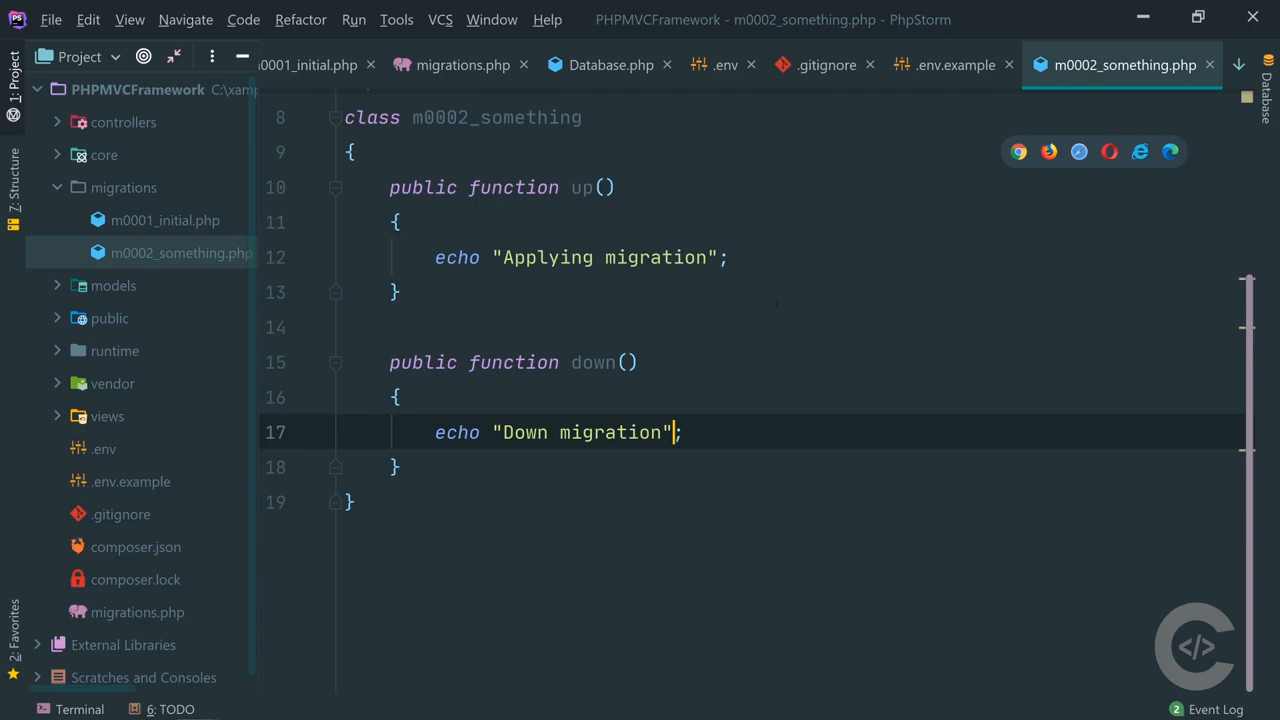 PS File Edit View Navigate Code Refactor Run Tools VCS Window Help PHPMVCFramework - m0002_something.php - PhpStorm
Project
0001_initial.php migrations.php Database.php .env .gitignore .env.example m0002_something.php
1: Project
7: Structure
2: Favorites
Database
PHPMVCFramework C:\xam
controllers
core
migrations
m0001_initial.php
m0002_something.php
models
public
runtime
vendor
views
.env
.env.example
.gitignore
composer.json
composer.lock
migrations.php
External Libraries
Scratches and Consoles
8 class m0002_something
9 {
10 public function up()
11 {
12 echo "Applying migration";
13 }
14
15 public function down()
16 {
17 echo "Down migration";
18 }
19 }
</>
Terminal 6: TODO 2 Event Log